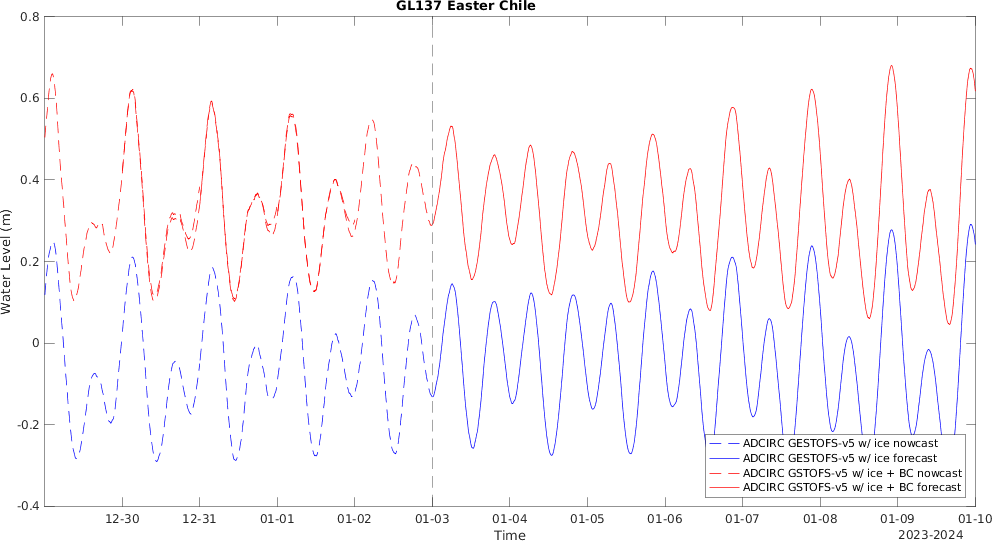 GL137 Easter Chile
0.8
0.6
0.4
0.2
0
-0.2
-0.4
Water Level (m)
12-30
12-31
01-01
01-02
01-03
01-04
01-05
01-06
01-07
01-08
01-09
01-10
Time
2023-2024
ADCIRC GESTOFS-v5 w/ ice nowcast
ADCIRC GESTOFS-v5 w/ ice forecast
ADCIRC GSTOFS-v5 w/ ice + BC nowcast
ADCIRC GSTOFS-v5 w/ ice + BC forecast